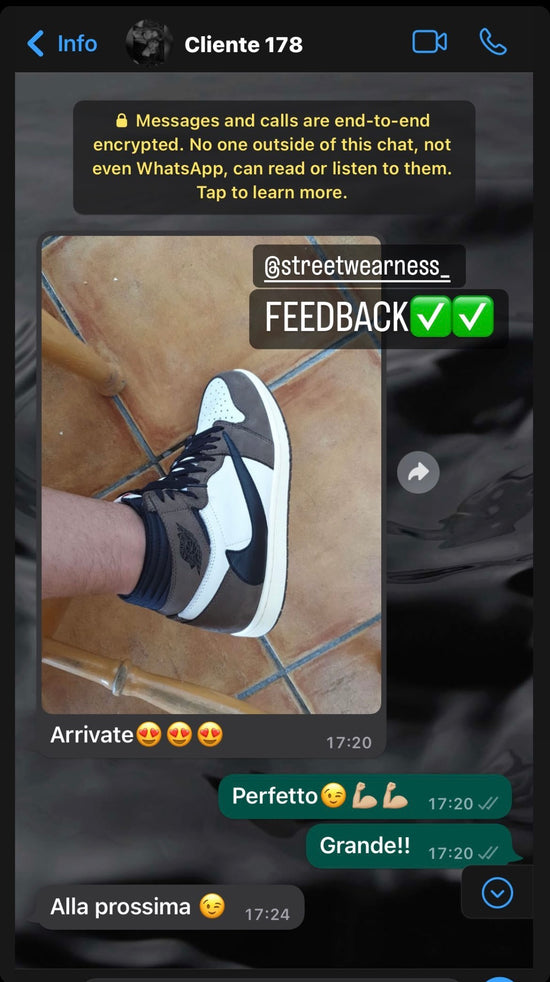 Info
Cliente 178
🔒 Messages and calls are end-to-end
encrypted. No one outside of this chat, not
even WhatsApp, can read or listen to them.
Tap to learn more.
@streetwearness_
FEEDBACK✅✅
Arrivate😍😍😍
17:20
Perfetto😉💪🏼💪🏼
17:20
Grande!!
17:20
Alla prossima 😉
17:24